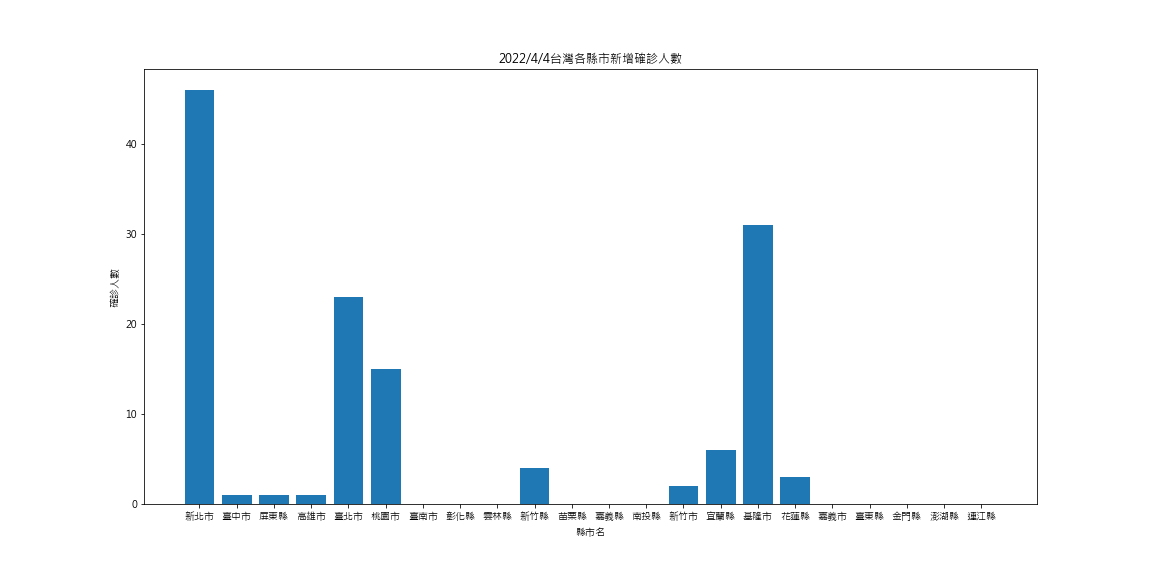 2022/4/4台灣各縣市新增確診人數
40
30
20
10
0
確診人數
新北市 臺中市 屏東縣 高雄市 臺北市 桃園市 臺南市 彰化縣 雲林縣 新竹縣 苗栗縣 嘉義縣 南投縣 新竹市 宜蘭縣 基隆市 花蓮縣 嘉義市 臺東縣 金門縣 澎湖縣 連江縣
縣市名